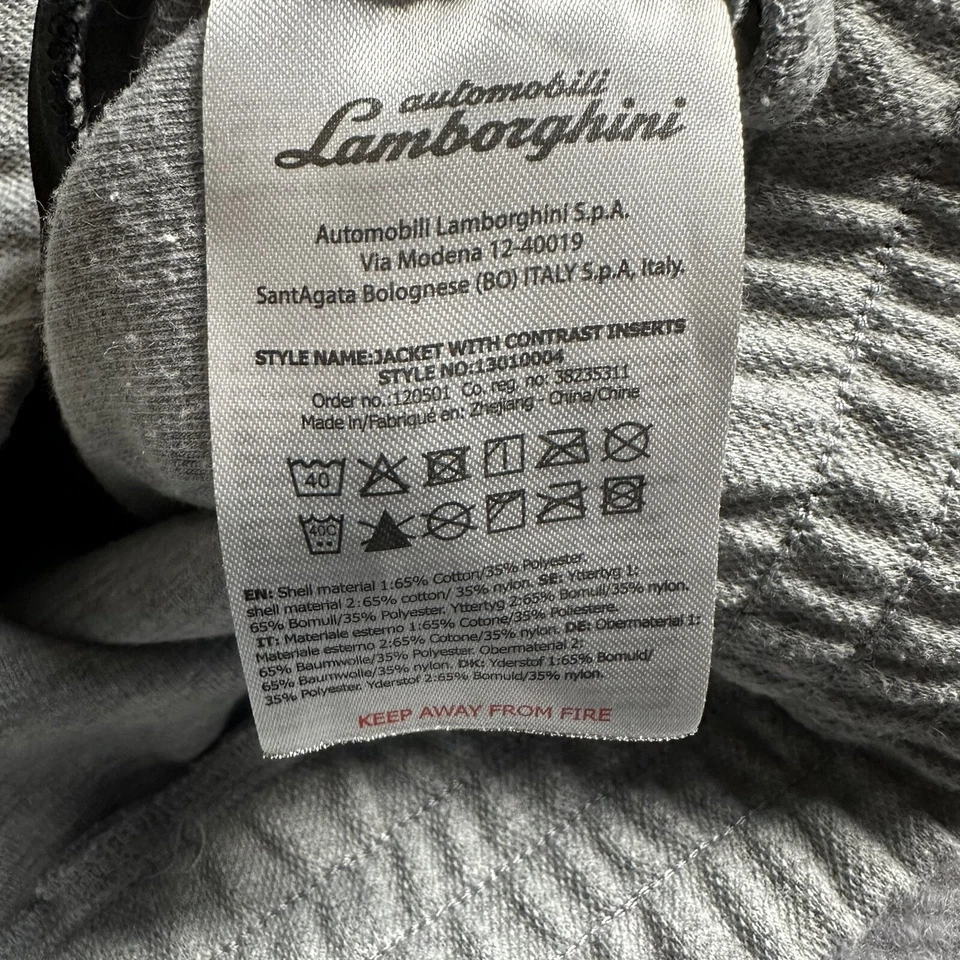 automobili
Lamborghini
Automobili Lamborghini S.p.A.
Via Modena 12-40019
SantAgata Bolognese (BO) ITALY S.p.A, Italy.
STYLE NAME:JACKET WITH CONTRAST INSERTS
STYLE NO:13010004
Order no.:120501 Co. reg. no: 38235311
Made in/Fabriqué en: Zhejiang - China/Chine
40
40C
EN: Shell material 1:65% Cotton/35% Polyester.
shell material 2:65% cotton/ 35% nylon. SE: Yttertyg 1:
65% Bomull/35% Polyester. Yttertyg 2:65% Bomull/35% nylon.
IT: Materiale esterno 1:65% Cotone/35% Poliestere.
Materiale esterno 2:65% Cotone/35% nylon. DE: Obermaterial 1:
65% Baumwolle/35% Polyester. Obermaterial 2:
65% Baumwolle/35% nylon. DK: Yderstof 1:65% Bomuld/
35% Polyester. Yderstof 2:65% Bomuld/35% nylon.
KEEP AWAY FROM FIRE